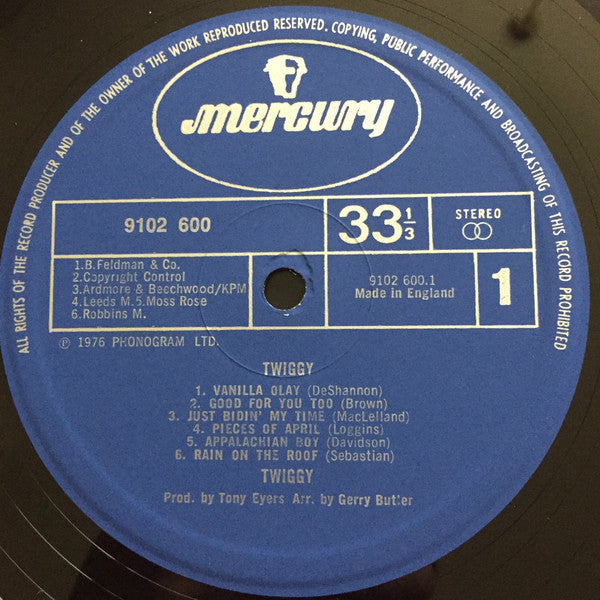 ALL RIGHTS OF THE RECORD PRODUCER AND OF THE OWNER OF THE WORK REPRODUCED RESERVED. COPYING, PUBLIC PERFORMANCE AND BROADCASTING OF THIS RECORD PROHIBITED
mercury
9102 600
33 1/3
STEREO
1.B. Feldman & Co.
2.Copyright Control
3.Ardmore & Beechwood/KPM
4.Leeds M. 5.Moss Rose
6.Robbins M.
9102 600.1
Made in England
1
℗ 1976 PHONOGRAM LTD.
TWIGGY
1. VANILLA OLAY (DeShannon)
2. GOOD FOR YOU TOO (Brown)
3. JUST BIDIN' MY TIME (MacLelland)
4. PIECES OF APRIL (Loggins)
5. APPALACHIAN BOY (Davidson)
6. RAIN ON THE ROOF (Sebastian)
TWIGGY
Prod. by Tony Eyers Arr. by Gerry Butler